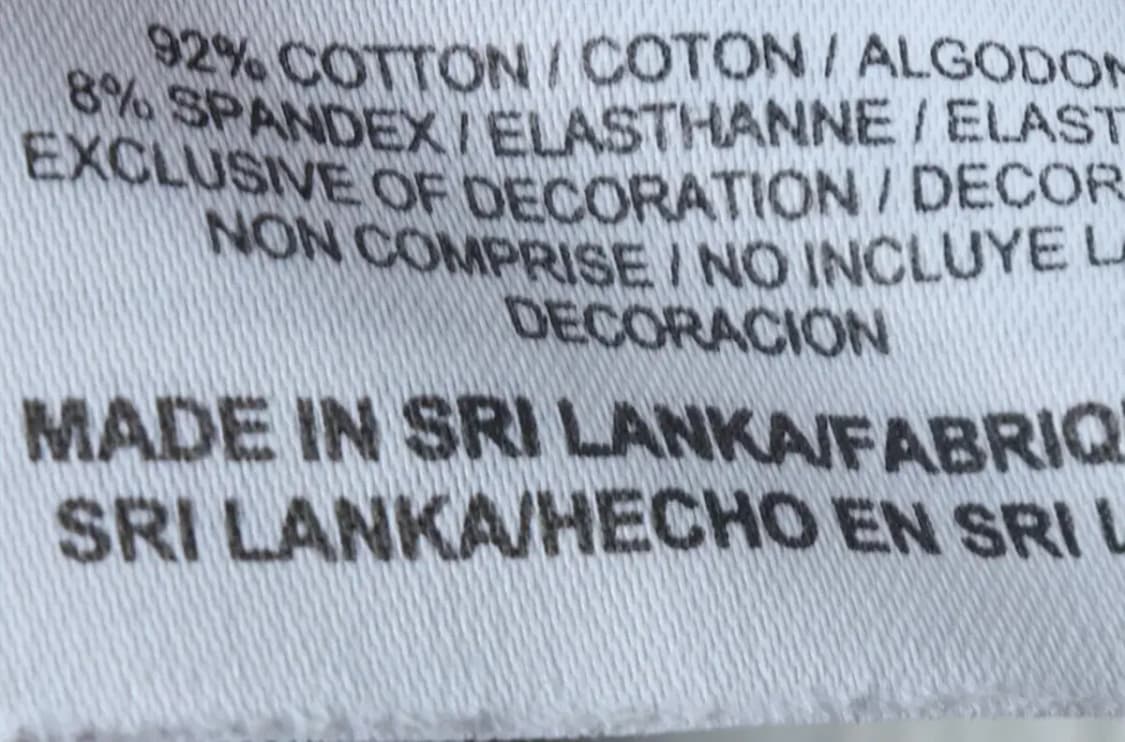 92% COTTON / COTON / ALGODON
8% SPANDEX / ELASTHANNE / ELAST
EXCLUSIVE OF DECORATION / DECOR
NON COMPRISE / NO INCLUYE LA
DECORACION
MADE IN SRI LANKA/FABRIQ
SRI LANKA/HECHO EN SRI L